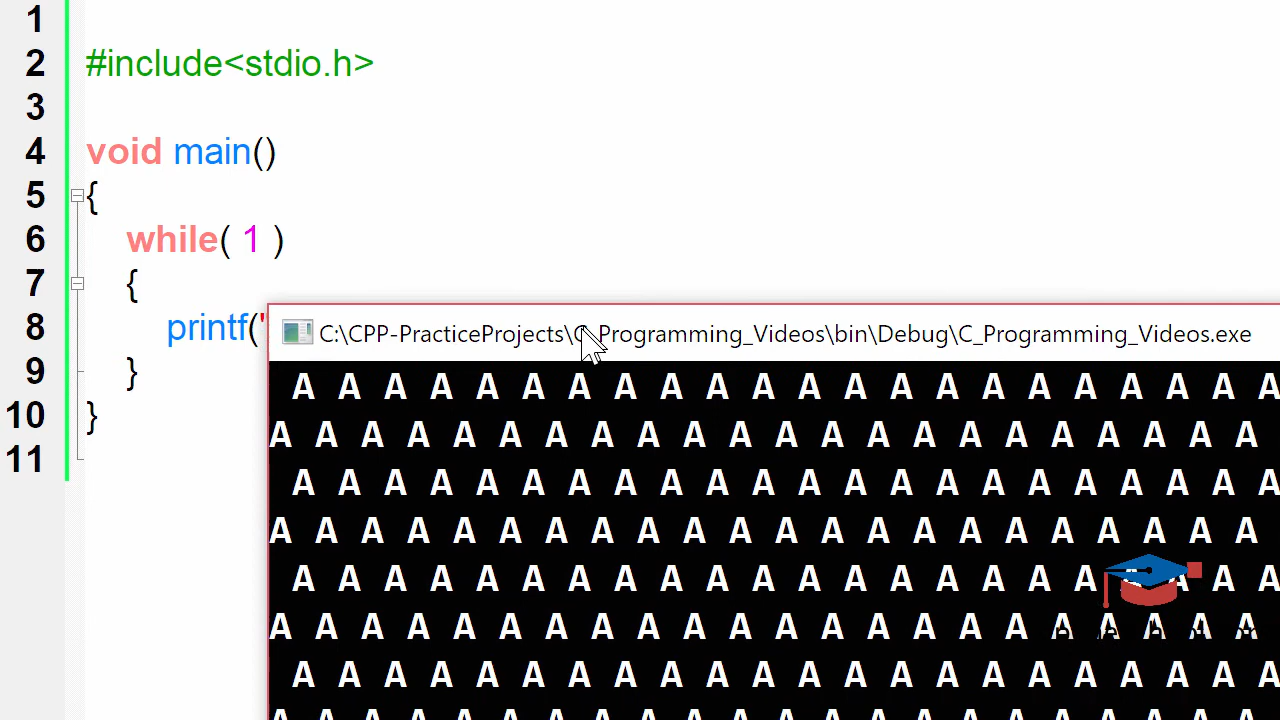 1
2 #include<stdio.h>
3
4 void main()
5 {
6 while( 1 )
7 {
8 printf("
9 }
10 }
11
C:\CPP-PracticeProjects\C_Programming_Videos\bin\Debug\C_Programming_Videos.exe
A A A A A A A A A A A A A A A A A A A A A A
A A A A A A A A A A A A A A A A A A A A A A
A A A A A A A A A A A A A A A A A A A A A A
A A A A A A A A A A A A A A A A A A A A A A
A A A A A A A A A A A A A A A A A A A A A A
A A A A A A A A A A A A A A A A A A A A A A
A A A A A A A A A A A A A A A A A A A A A A